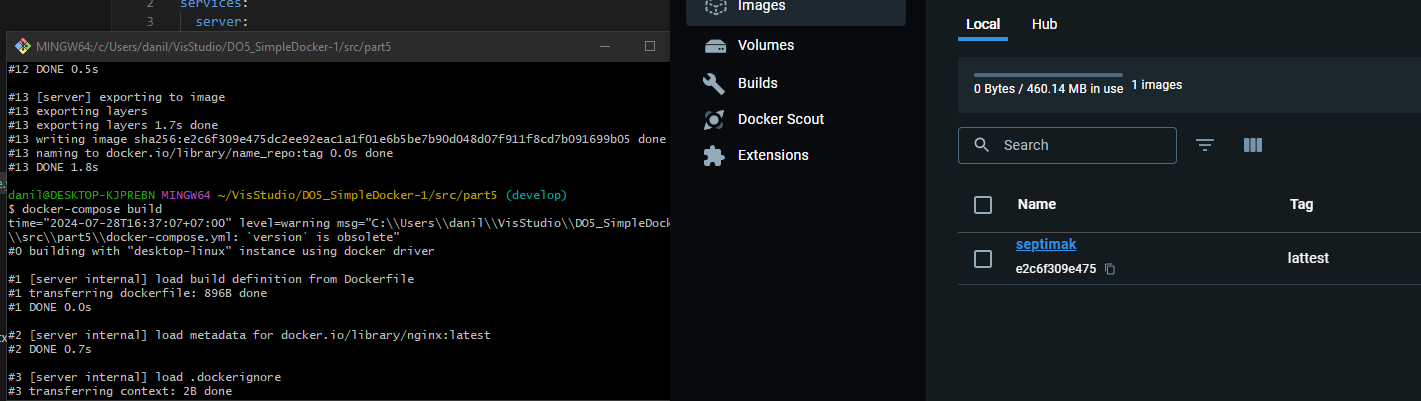 2 services:
3 server:
MINGW64:/c/Users/danil/VisStudio/DO5_SimpleDocker-1/src/part5
#12 DONE 0.5s
#13 [server] exporting to image
#13 exporting layers
#13 exporting layers 1.7s done
#13 writing image sha256:e2c6f309e475dc2ee92eac1a1f01e6b5be7b90d048d07f911f8cd7b091699b05 done
#13 naming to docker.io/library/name_repo:tag 0.0s done
#13 DONE 1.8s
danil@DESKTOP-KJPREBN MINGW64 ~/VisStudio/DO5_SimpleDocker-1/src/part5 (develop)
$ docker-compose build
time="2024-07-28T16:37:07+07:00" level=warning msg="C:\\Users\\danil\\VisStudio\\DO5_SimpleDock
\\src\\part5\\docker-compose.yml: `version` is obsolete"
#0 building with "desktop-linux" instance using docker driver
#1 [server internal] load build definition from Dockerfile
#1 transferring dockerfile: 896B done
#1 DONE 0.0s
#2 [server internal] load metadata for docker.io/library/nginx:latest
#2 DONE 0.7s
#3 [server internal] load .dockerignore
#3 transferring context: 2B done
Images
Volumes
Builds
Docker Scout
Extensions
Local Hub
0 Bytes / 460.14 MB in use 1 images
Search
Name Tag
septimak lattest
e2c6f309e475